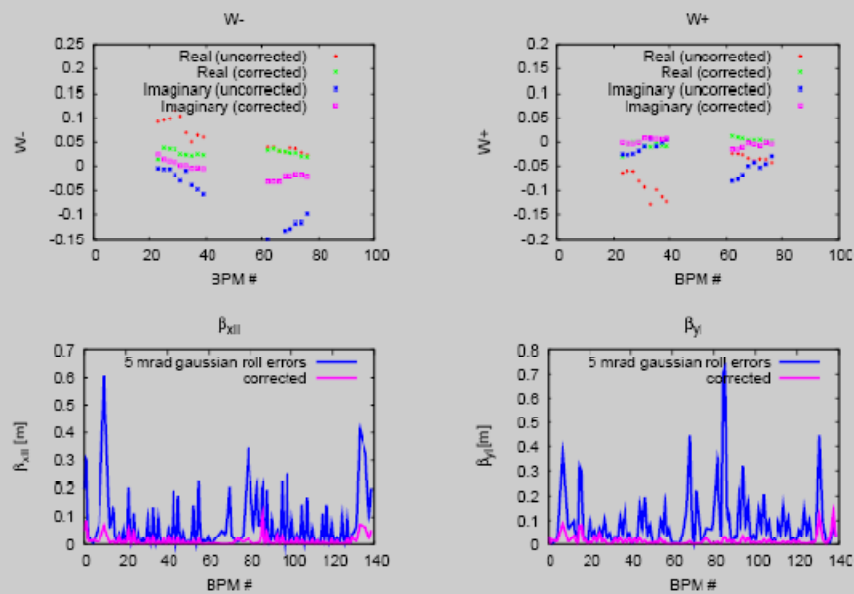 W-
0.25
0.2
0.15
0.1
0.05
0
-0.05
-0.1
-0.15
W-
Real (uncorrected)
Real (corrected)
Imaginary (uncorrected)
Imaginary (corrected)
0 20 40 60 80 100
BPM #
W+
0.2
0.15
0.1
0.05
0
-0.05
-0.1
-0.15
-0.2
W+
Real (uncorrected)
Real (corrected)
Imaginary (uncorrected)
Imaginary (corrected)
0 20 40 60 80 100
BPM #
βxII
0.7
0.6
0.5
0.4
0.3
0.2
0.1
0
βxII [m]
5 mrad gaussian roll errors
corrected
0 20 40 60 80 100 120 140
BPM #
βyI
0.8
0.7
0.6
0.5
0.4
0.3
0.2
0.1
0
βyI [m]
5 mrad gaussian roll errors
corrected
0 20 40 60 80 100 120 140
BPM #